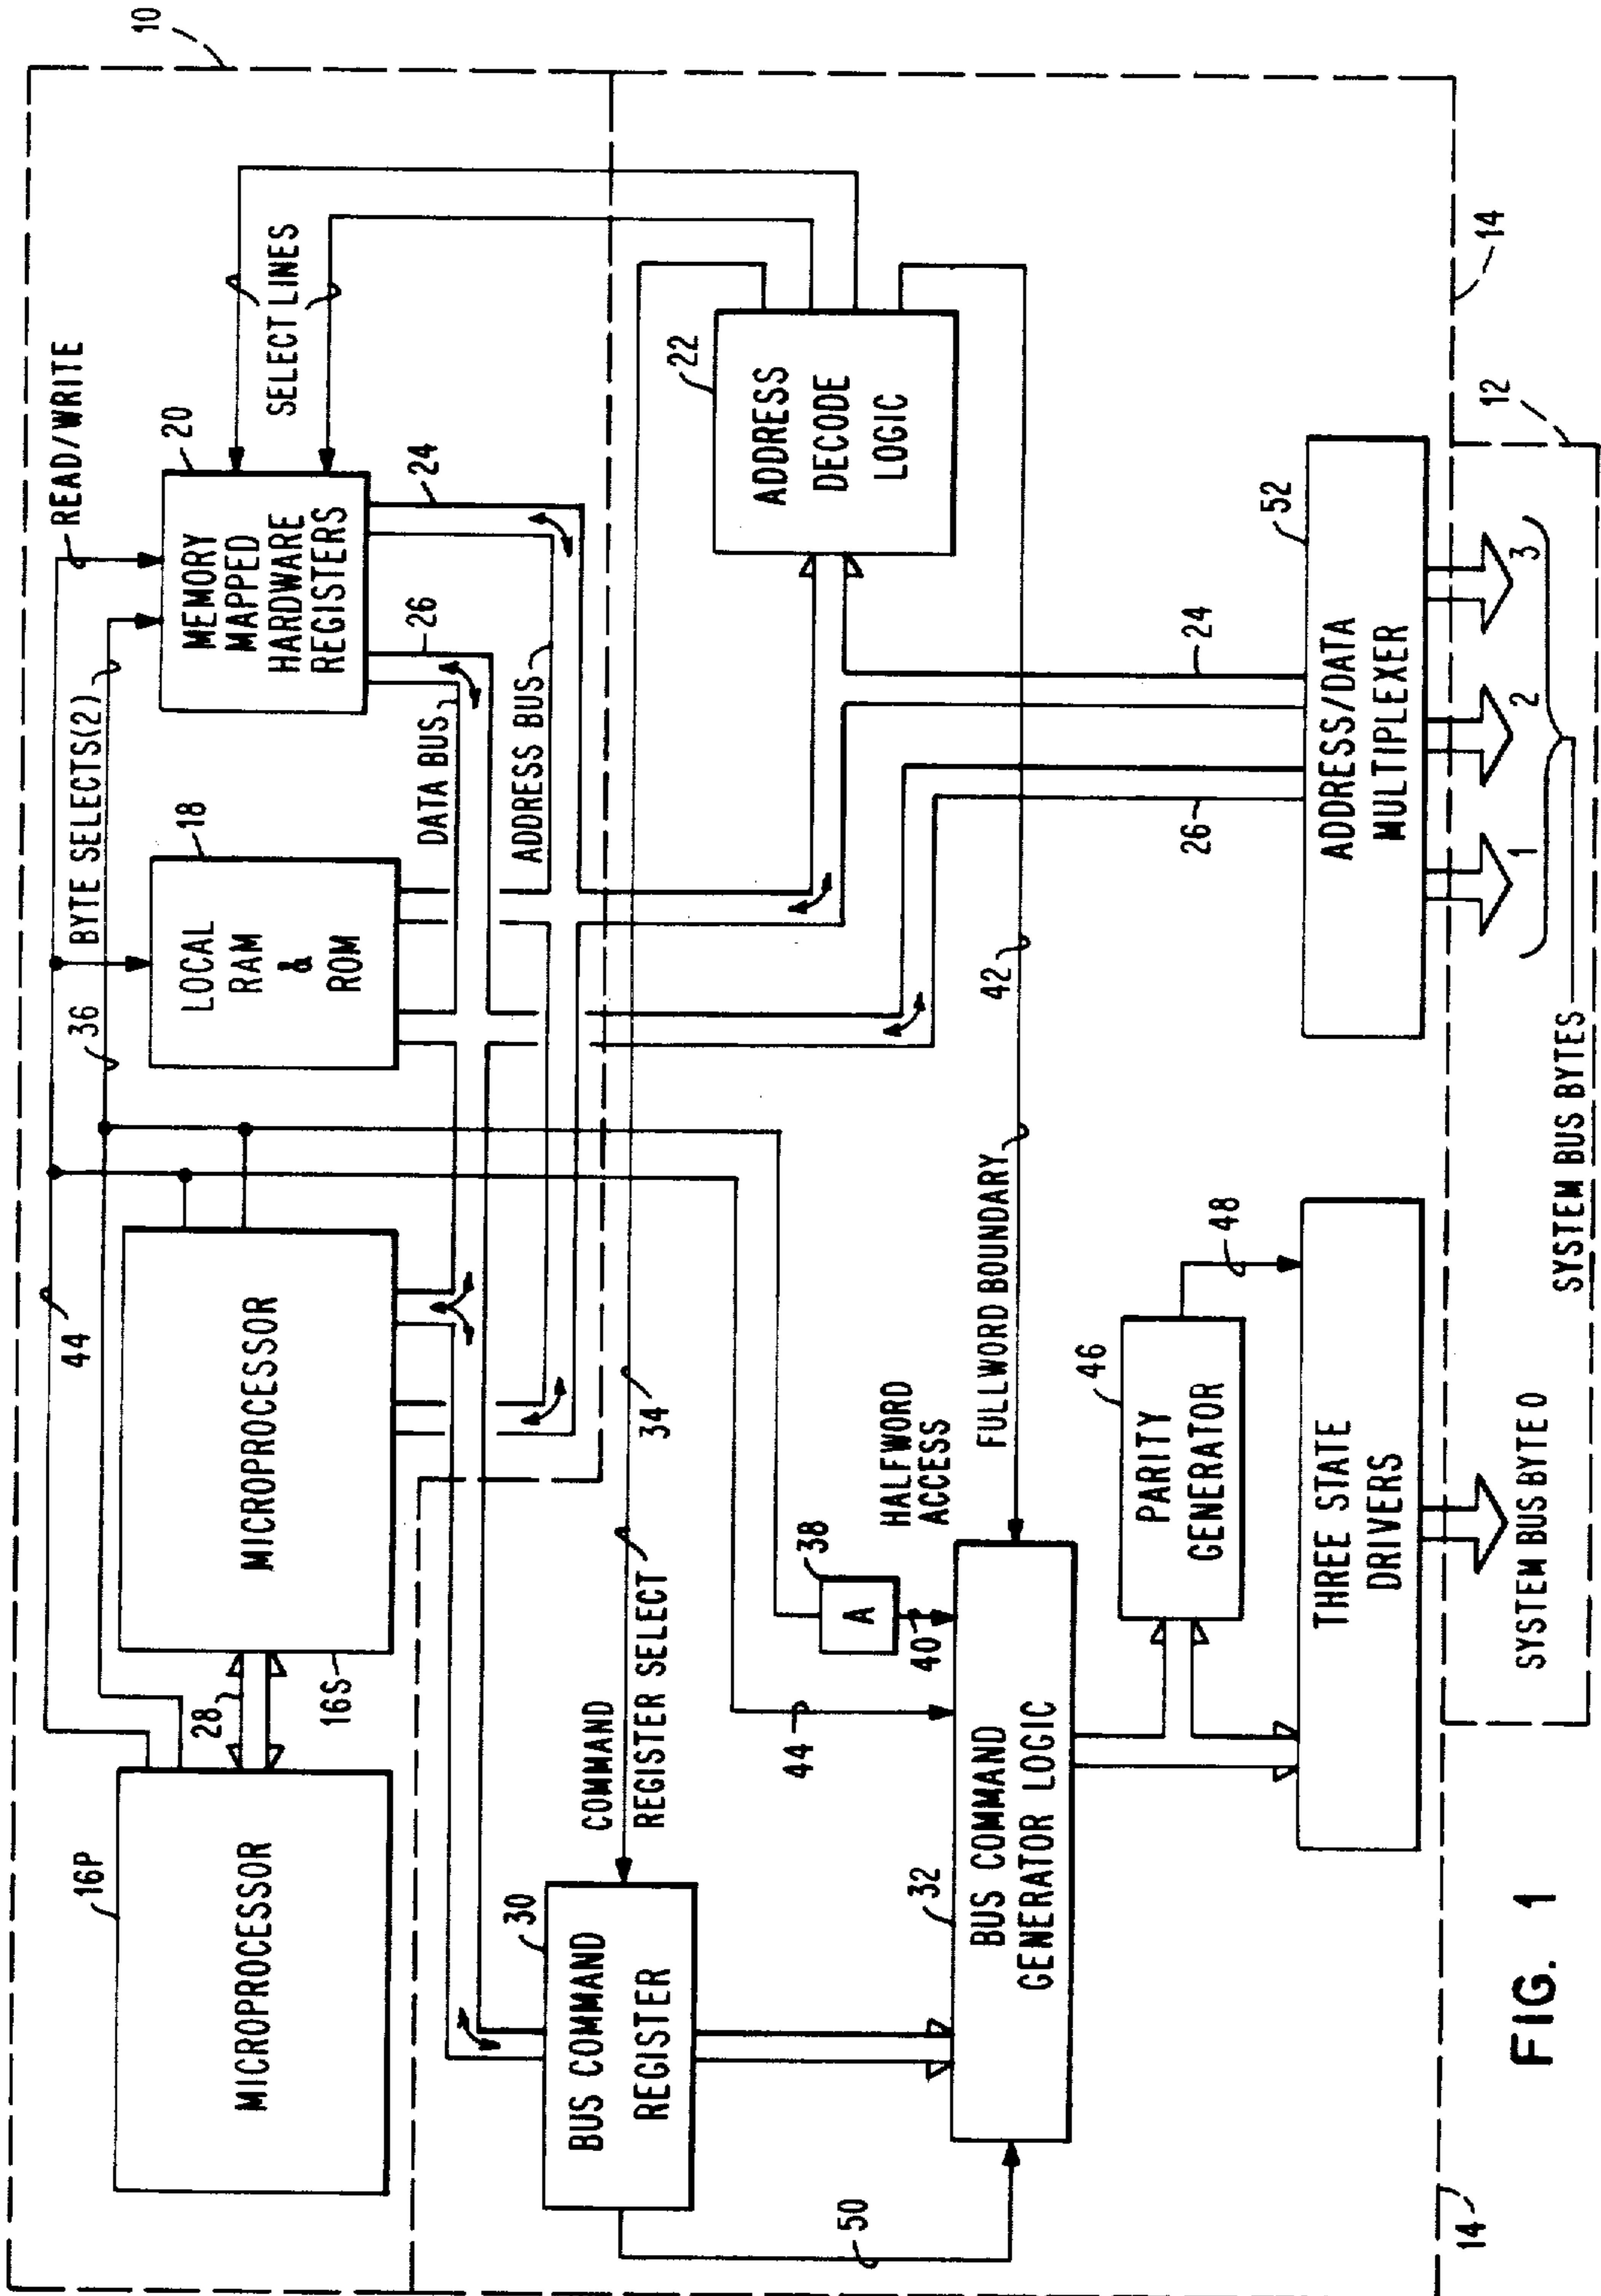 10
16P
MICROPROCESSOR
44
28
16S
MICROPROCESSOR
36
BYTE SELECTS(2)
18
LOCAL
RAM
&
ROM
READ/WRITE
20
MEMORY
MAPPED
HARDWARE
REGISTERS
SELECT LINES
DATA BUS
26
ADDRESS BUS
24
30
BUS COMMAND
REGISTER
COMMAND
REGISTER SELECT
34
22
ADDRESS
DECODE
LOGIC
44
38
A
40
HALFWORD
ACCESS
FULLWORD BOUNDARY
42
50
32
BUS COMMAND
GENERATOR LOGIC
46
PARITY
GENERATOR
48
26
24
THREE STATE
DRIVERS
52
ADDRESS/DATA
MULTIPLEXER
14
14
12
SYSTEM BUS BYTE 0
1
2
3
SYSTEM BUS BYTES
FIG. 1